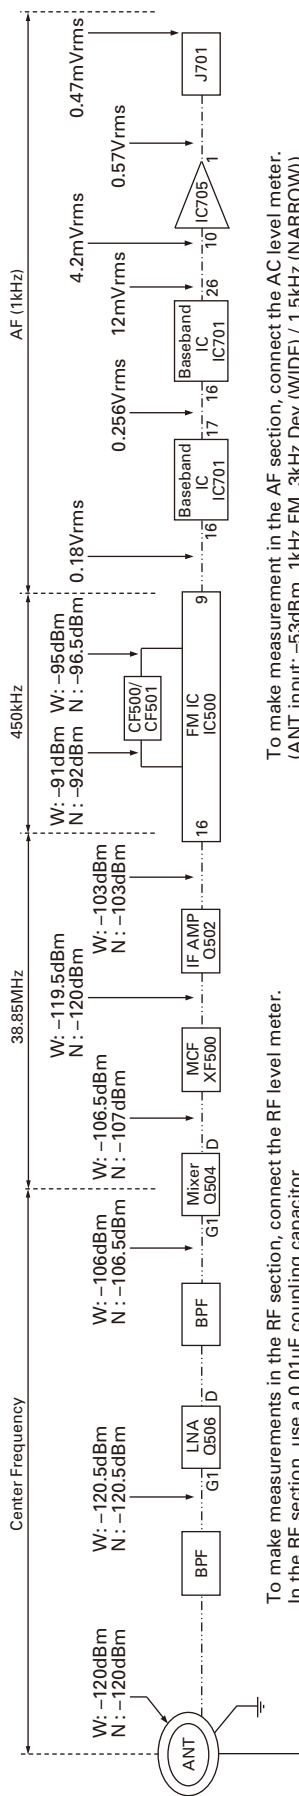 Center Frequency
38.85MHz
450kHz
AF (1kHz)
W: –120dBm
N : –120dBm
W: –120.5dBm
N : –120.5dBm
W: –106dBm
N : –106.5dBm
W: –106.5dBm
N : –107dBm
W: –119.5dBm
N : –120dBm
W: –103dBm
N : –103dBm
W: –91dBm
N : –92dBm
W: –95dBm
N : –96.5dBm
0.18Vrms
0.256Vrms
12mVrms
4.2mVrms
0.57Vrms
0.47mVrms
ANT
BPF
G1
LNA
Q506
D
BPF
G1
Mixer
Q504
D
MCF
XF500
IF AMP
Q502
16
CF500/
CF501
FM IC
IC500
9
16
Baseband
IC
IC701
17
16
Baseband
IC
IC701
26
10
IC705
1
J701
To make measurements in the RF section, connect the RF level meter.
In the RF section, use a 0.01µF coupling capacitor.
To make measurement in the AF section, connect the AC level meter.
(ANT input: –53dBm, 1kHz FM, 3kHz Dev (WIDE) / 1.5kHz (NARROW))